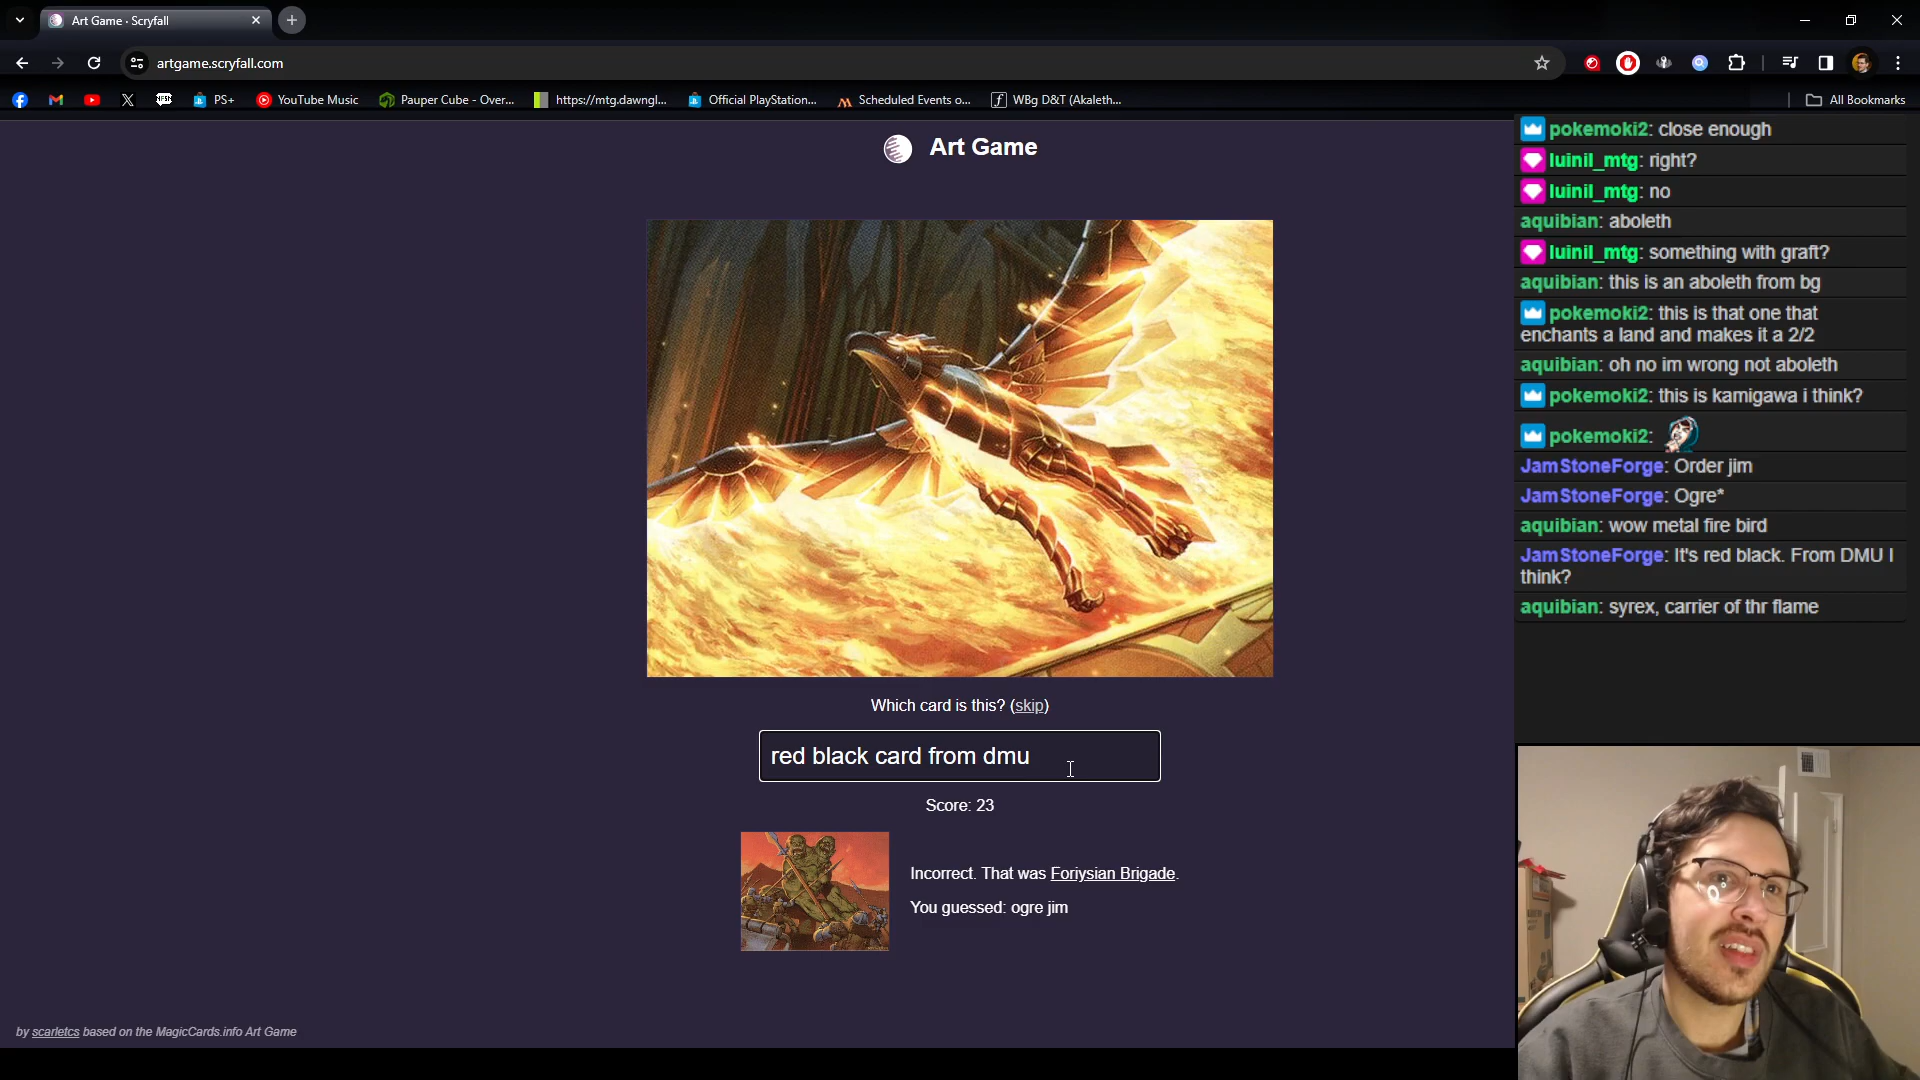 Art Game · Scryfall
artgame.scryfall.com
PS+
YouTube Music
Pauper Cube - Over...
https://mtg.dawngl...
Official PlayStation...
Scheduled Events o...
WBg D&T (Akaleth...
All Bookmarks
Art Game
pokemoki2: close enough
luinil_mtg: right?
luinil_mtg: no
aquibian: aboleth
luinil_mtg: something with graft?
aquibian: this is an aboleth from bg
pokemoki2: this is that one that
enchants a land and makes it a 2/2
aquibian: oh no im wrong not aboleth
pokemoki2: this is kamigawa i think?
pokemoki2:
JamStoneForge: Order jim
JamStoneForge: Ogre*
aquibian: wow metal fire bird
JamStoneForge: It's red black. From DMU I
think?
aquibian: syrex, carrier of thr flame
Which card is this? (skip)
red black card from dmu
Score: 23
Incorrect. That was Foriysian Brigade.
You guessed: ogre jim
by scarletcs based on the MagicCards.info Art Game